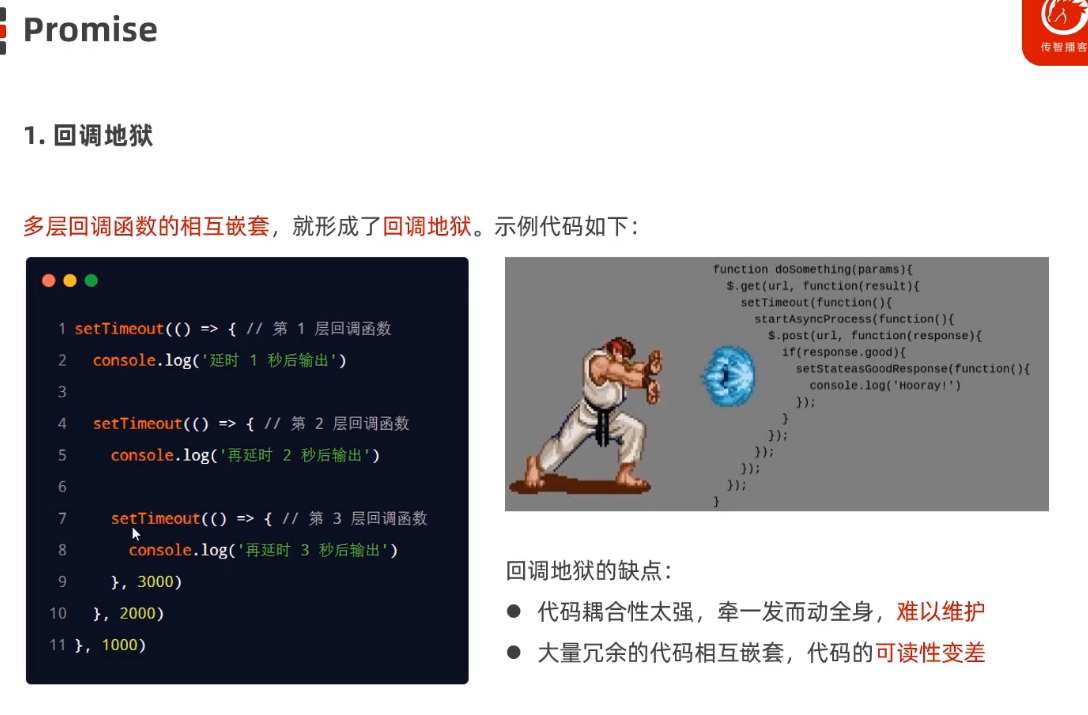 Promise
传智播客
1. 回调地狱
多层回调函数的相互嵌套，就形成了回调地狱。示例代码如下：
1 setTimeout(() => { // 第 1 层回调函数
2 console.log('延时 1 秒后输出')
3
4 setTimeout(() => { // 第 2 层回调函数
5 console.log('再延时 2 秒后输出')
6
7 setTimeout(() => { // 第 3 层回调函数
8 console.log('再延时 3 秒后输出')
9 }, 3000)
10 }, 2000)
11 }, 1000)
function doSomething(params){
$.get(url, function(result){
setTimeout(function(){
startAsyncProcess(function(){
$.post(url, function(response){
if(response.good){
setStateasGoodResponse(function(){
console.log('Hooray!')
});
}
});
});
});
});
}
回调地狱的缺点：
● 代码耦合性太强，牵一发而动全身，难以维护
● 大量冗余的代码相互嵌套，代码的可读性变差